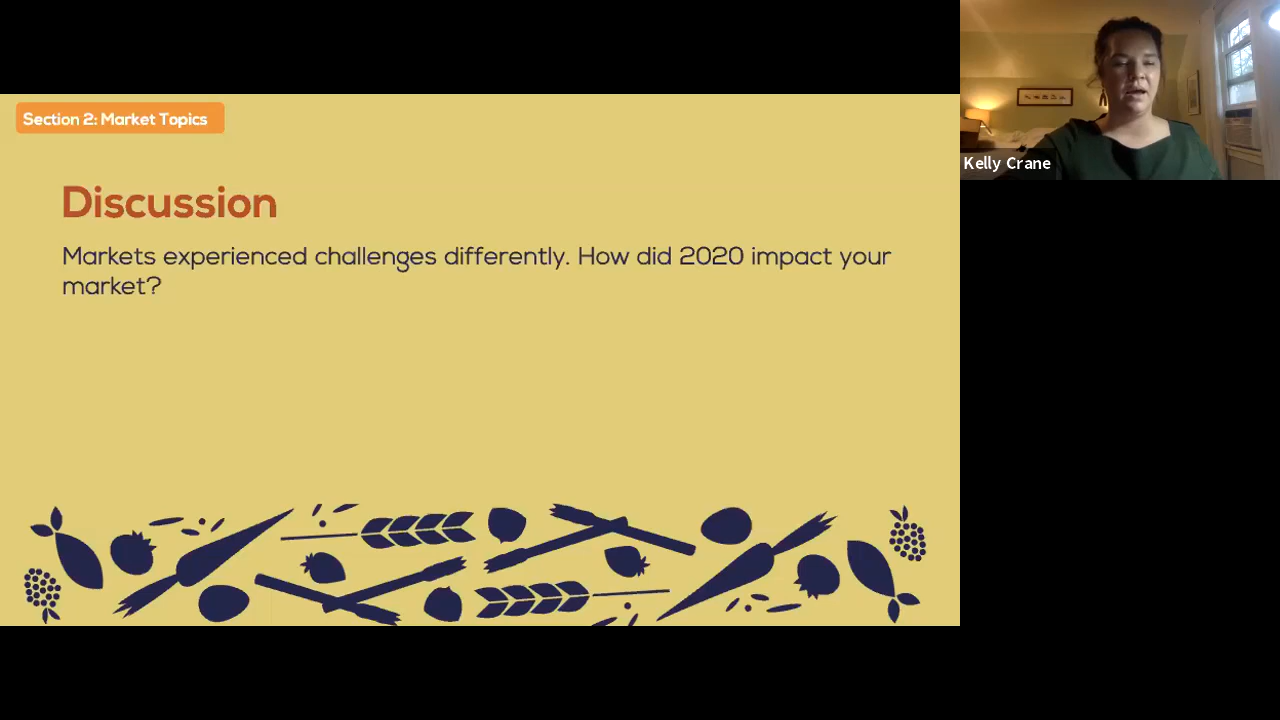 Section 2: Market Topics
Discussion
Markets experienced challenges differently. How did 2020 impact your
market?
Kelly Crane